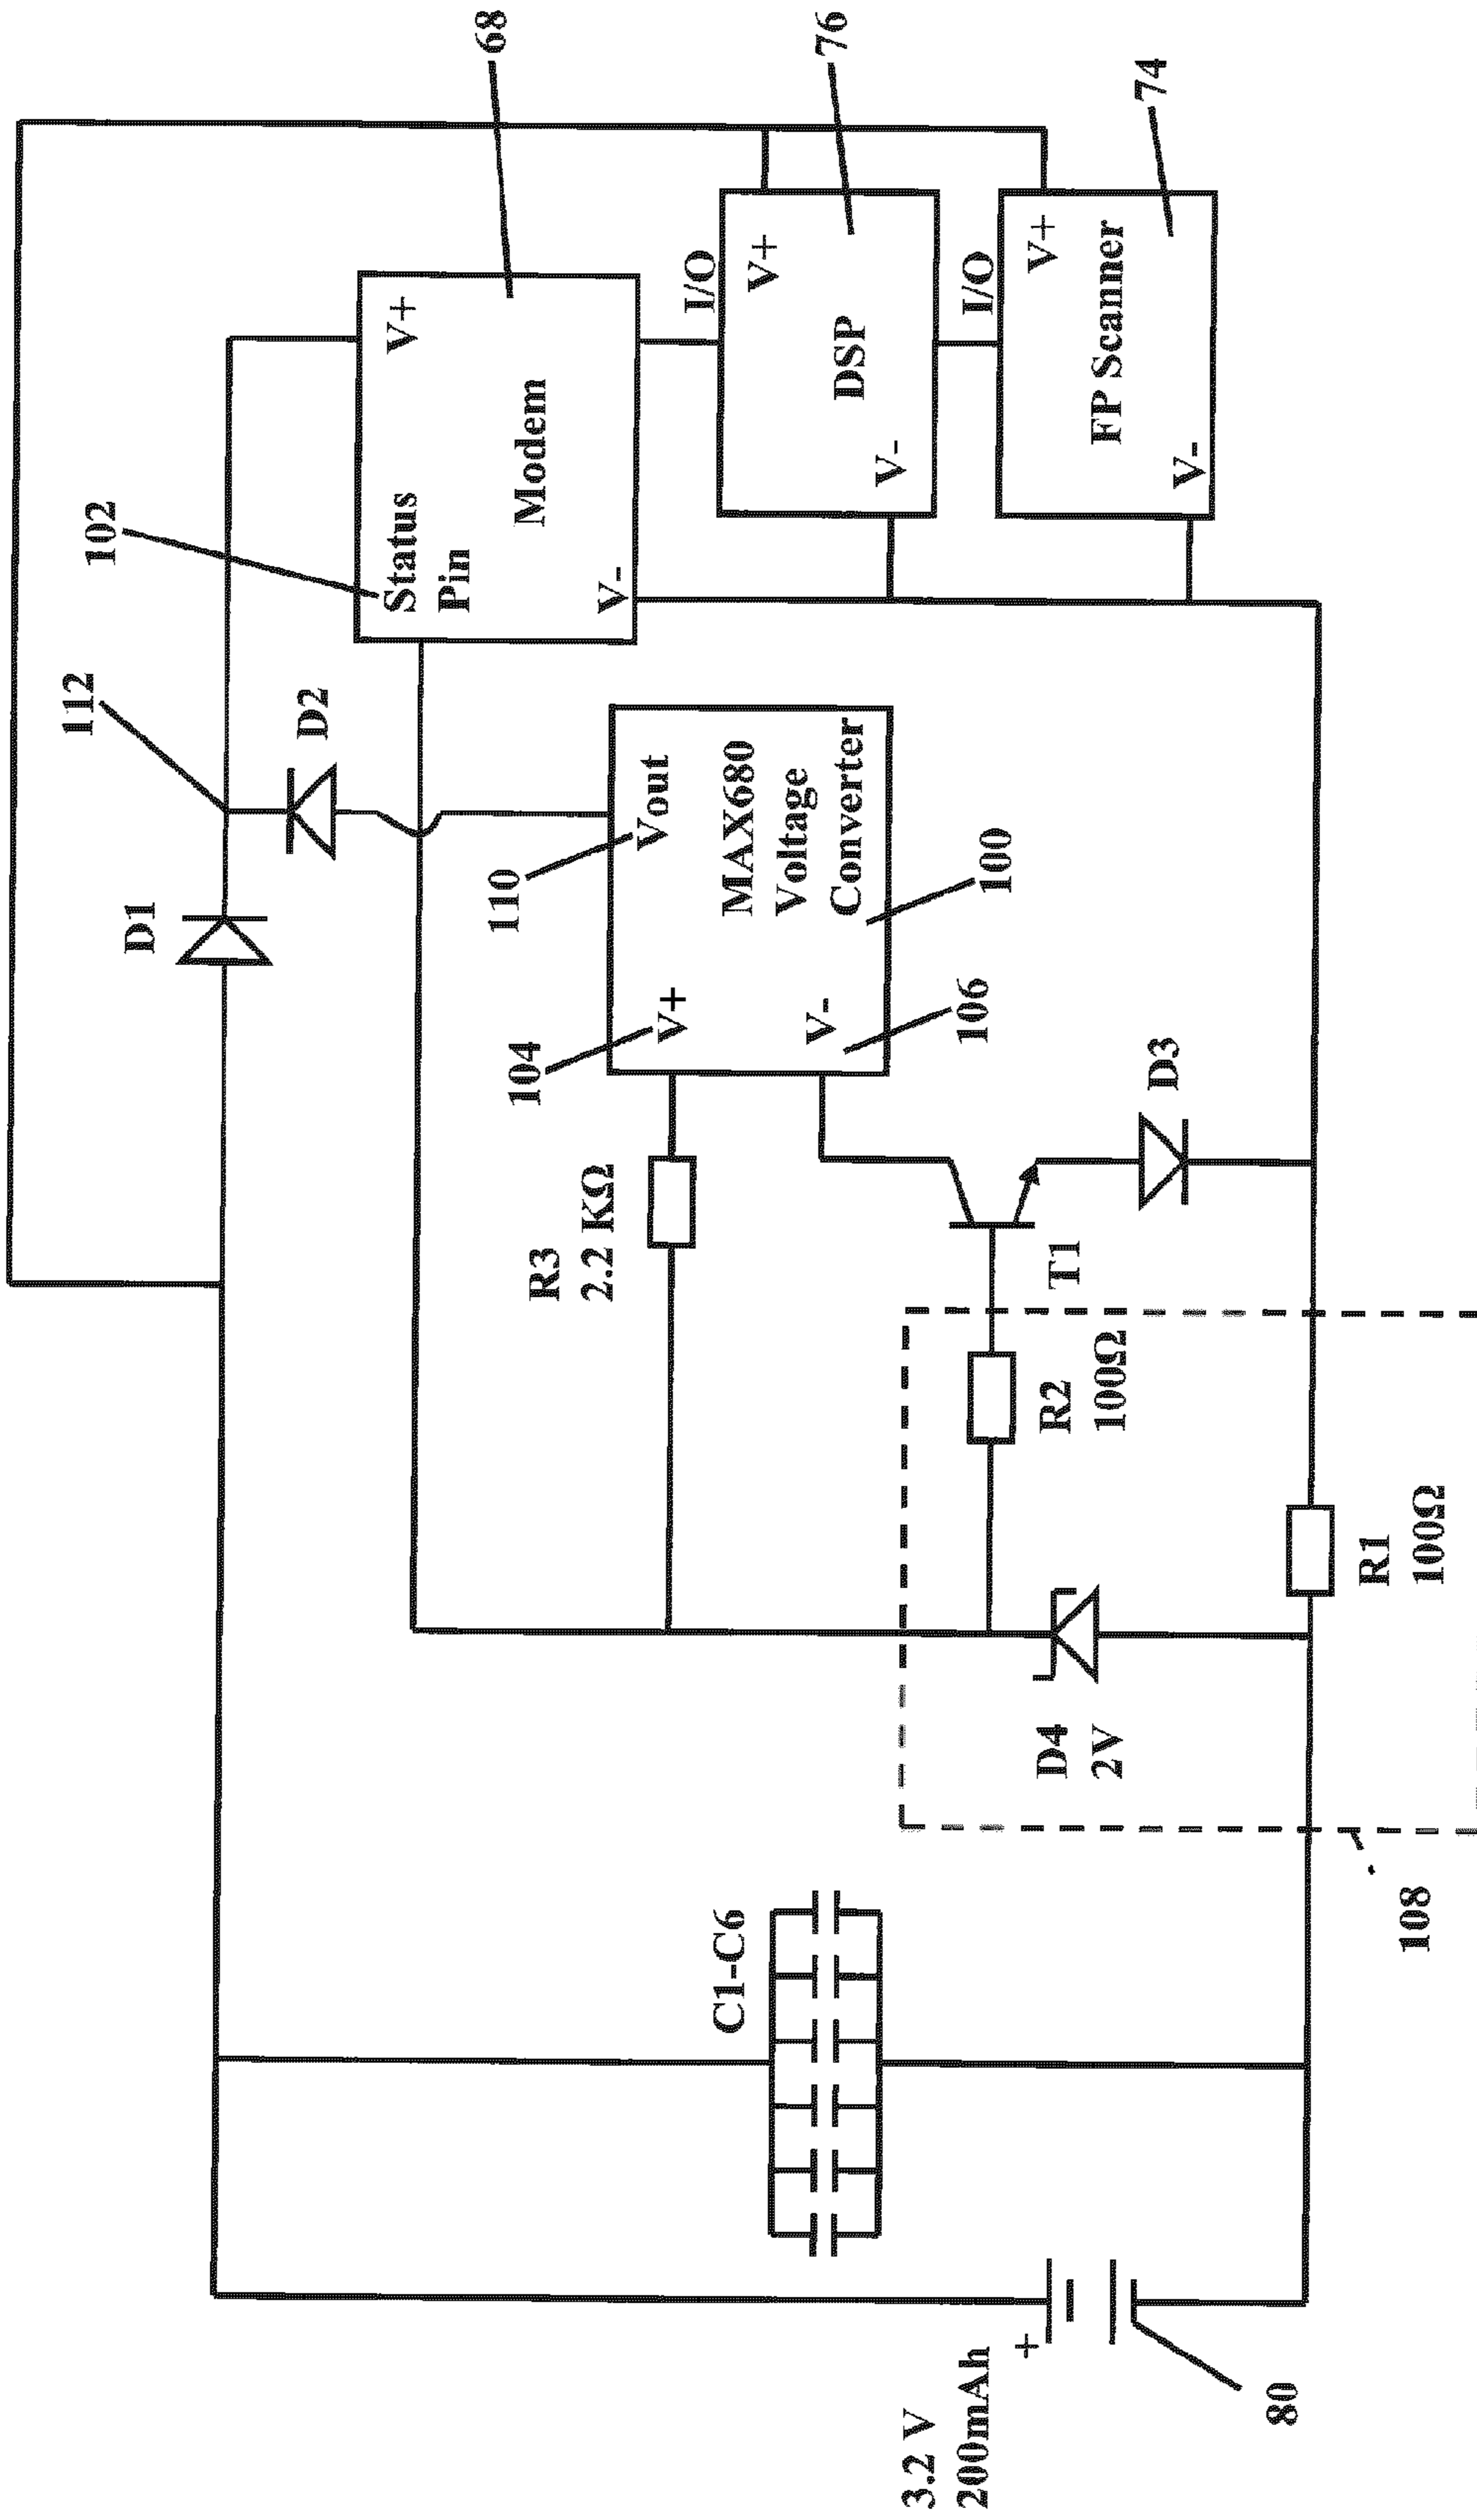 3.2 V
200mAh
+
80
C1-C6
108
D4
2V
R1
100Ω
R2
100Ω
T1
R3
2.2 KΩ
D3
104
V+
106
V-
110
Vout
MAX680
Voltage
Converter
100
D1
D2
112
102
Status
Pin
V+
Modem
V-
68
I/O
V+
DSP
V-
76
I/O
V+
FP Scanner
V-
74